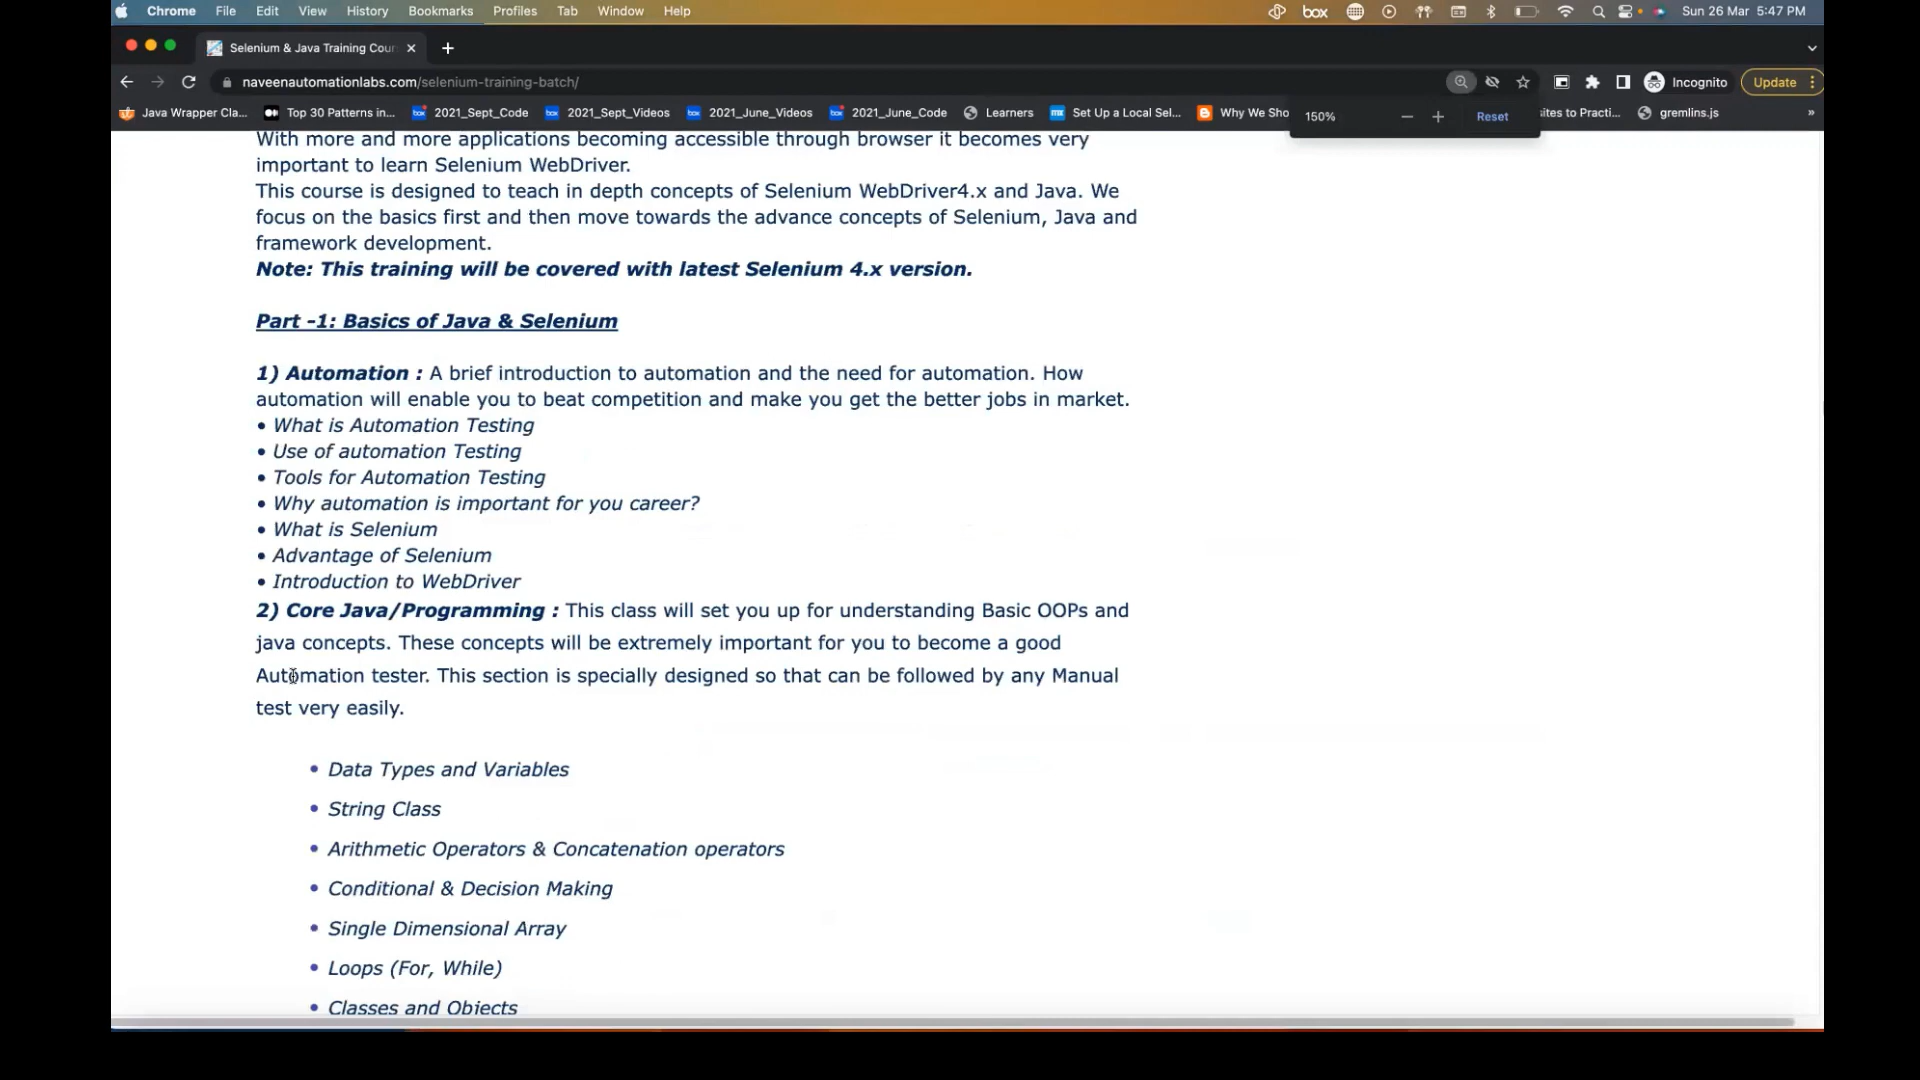 Chrome File Edit View History Bookmarks Profiles Tab Window Help box Sun 26 Mar 5:47 PM
Selenium & Java Training Cour
naveenautomationlabs.com/selenium-training-batch/ Incognito Update
Java Wrapper Cla... Top 30 Patterns in... 2021_Sept_Code 2021_Sept_Videos 2021_June_Videos 2021_June_Code Learners Set Up a Local Sel... Why We Sho sites to Practi... gremlins.js »
150% Reset
With more and more applications becoming accessible through browser it becomes very
important to learn Selenium WebDriver.
This course is designed to teach in depth concepts of Selenium WebDriver4.x and Java. We
focus on the basics first and then move towards the advance concepts of Selenium, Java and
framework development.
Note: This training will be covered with latest Selenium 4.x version.
Part -1: Basics of Java & Selenium
1) Automation : A brief introduction to automation and the need for automation. How
automation will enable you to beat competition and make you get the better jobs in market.
• What is Automation Testing
• Use of automation Testing
• Tools for Automation Testing
• Why automation is important for you career?
• What is Selenium
• Advantage of Selenium
• Introduction to WebDriver
2) Core Java/Programming : This class will set you up for understanding Basic OOPs and
java concepts. These concepts will be extremely important for you to become a good
Automation tester. This section is specially designed so that can be followed by any Manual
test very easily.
• Data Types and Variables
• String Class
• Arithmetic Operators & Concatenation operators
• Conditional & Decision Making
• Single Dimensional Array
• Loops (For, While)
• Classes and Objects